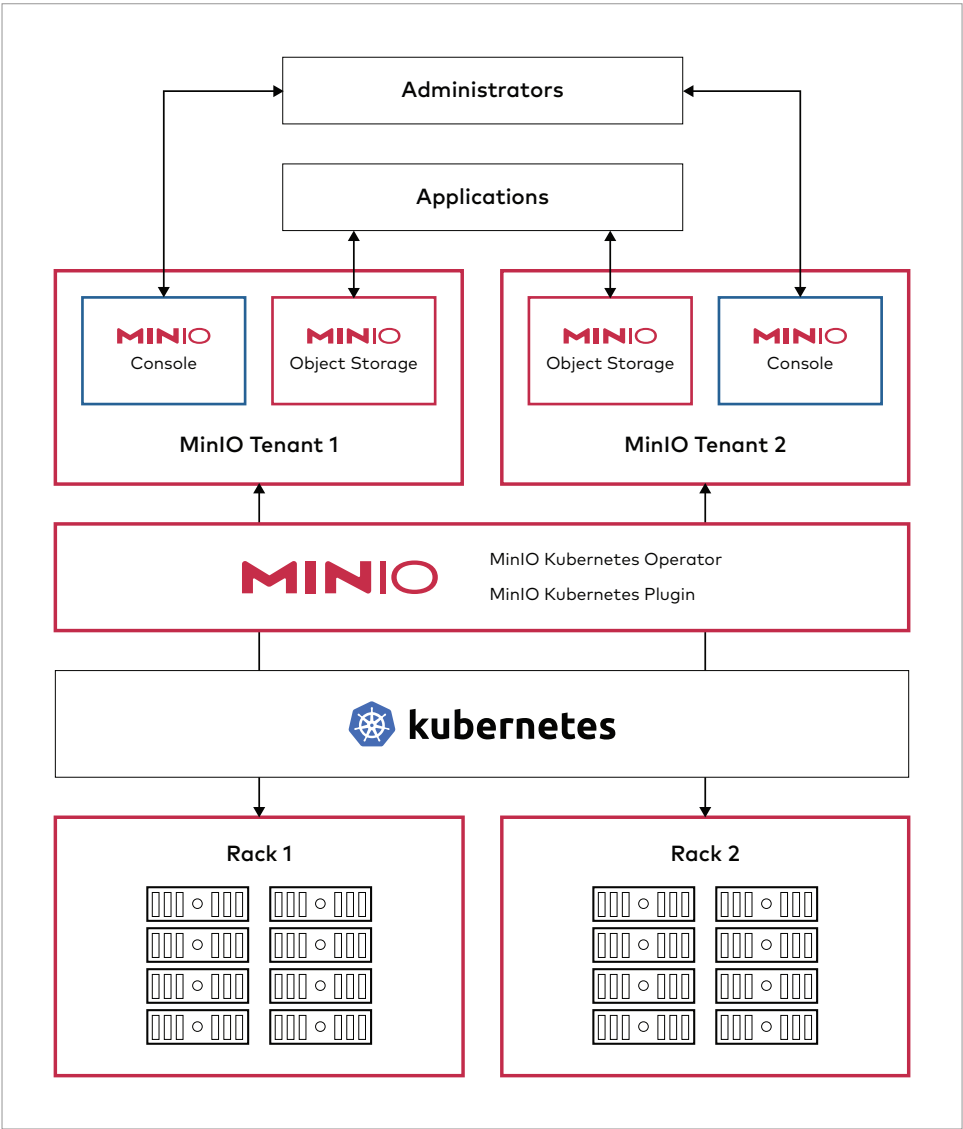 Administrators
Applications
MINIO
Console
MINIO
Object Storage
MinIO Tenant 1
MINIO
Object Storage
MINIO
Console
MinIO Tenant 2
MINIO
MinIO Kubernetes Operator
MinIO Kubernetes Plugin
kubernetes
Rack 1
Rack 2